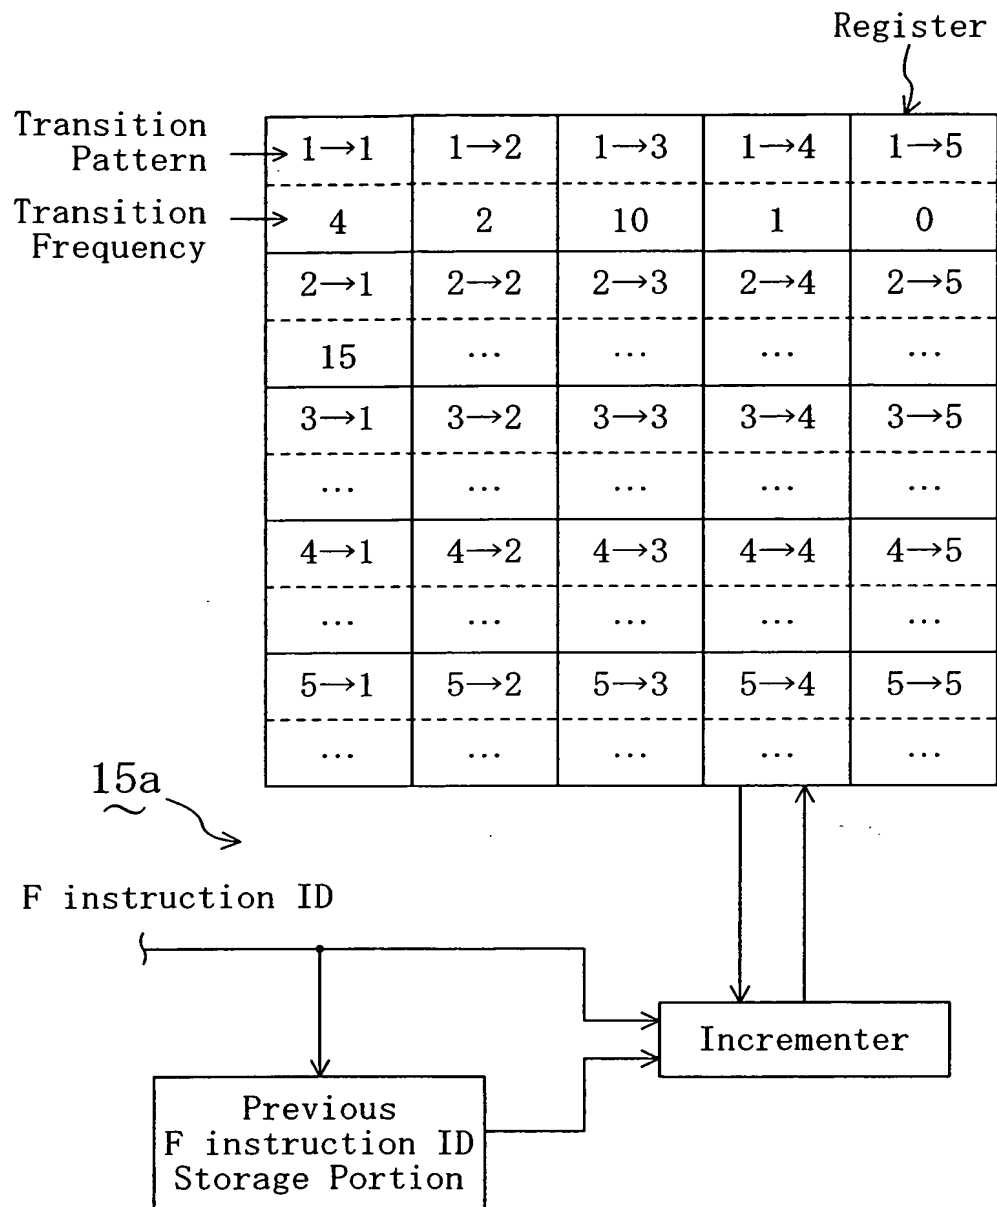 Register
Transition
Pattern
1→1 1→2 1→3 1→4 1→5
Transition
Frequency
4 2 10 1 0
2→1 2→2 2→3 2→4 2→5
15 ... ... ... ...
3→1 3→2 3→3 3→4 3→5
... ... ... ... ...
4→1 4→2 4→3 4→4 4→5
... ... ... ... ...
5→1 5→2 5→3 5→4 5→5
... ... ... ... ...
15a
F instruction ID
Incrementer
Previous
F instruction ID
Storage Portion